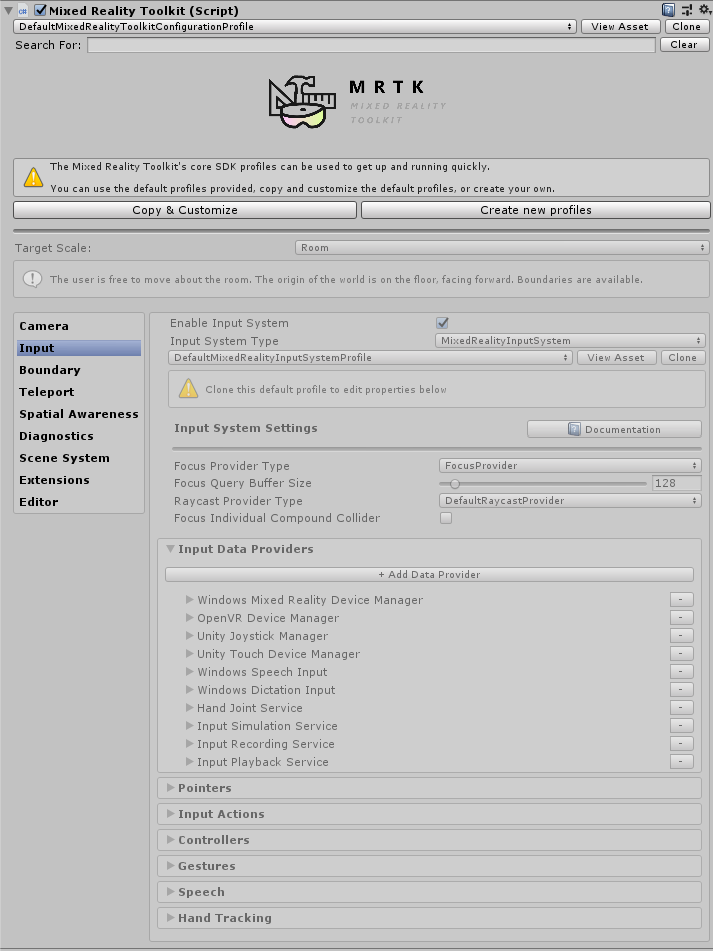 Mixed Reality Toolkit (Script)
DefaultMixedRealityToolkitConfigurationProfile
View Asset
Clone
Search For:
Clear
MRTK
MIXED REALITY
TOOLKIT
The Mixed Reality Toolkit's core SDK profiles can be used to get up and running quickly.
You can use the default profiles provided, copy and customize the default profiles, or create your own.
Copy & Customize
Create new profiles
Target Scale:
Room
The user is free to move about the room. The origin of the world is on the floor, facing forward. Boundaries are available.
Camera
Input
Boundary
Teleport
Spatial Awareness
Diagnostics
Scene System
Extensions
Editor
Enable Input System
Input System Type
MixedRealityInputSystem
DefaultMixedRealityInputSystemProfile
View Asset
Clone
Clone this default profile to edit properties below
Input System Settings
Documentation
Focus Provider Type
FocusProvider
Focus Query Buffer Size
128
Raycast Provider Type
DefaultRaycastProvider
Focus Individual Compound Collider
Input Data Providers
+ Add Data Provider
Windows Mixed Reality Device Manager
-
OpenVR Device Manager
-
Unity Joystick Manager
-
Unity Touch Device Manager
-
Windows Speech Input
-
Windows Dictation Input
-
Hand Joint Service
-
Input Simulation Service
-
Input Recording Service
-
Input Playback Service
-
Pointers
Input Actions
Controllers
Gestures
Speech
Hand Tracking